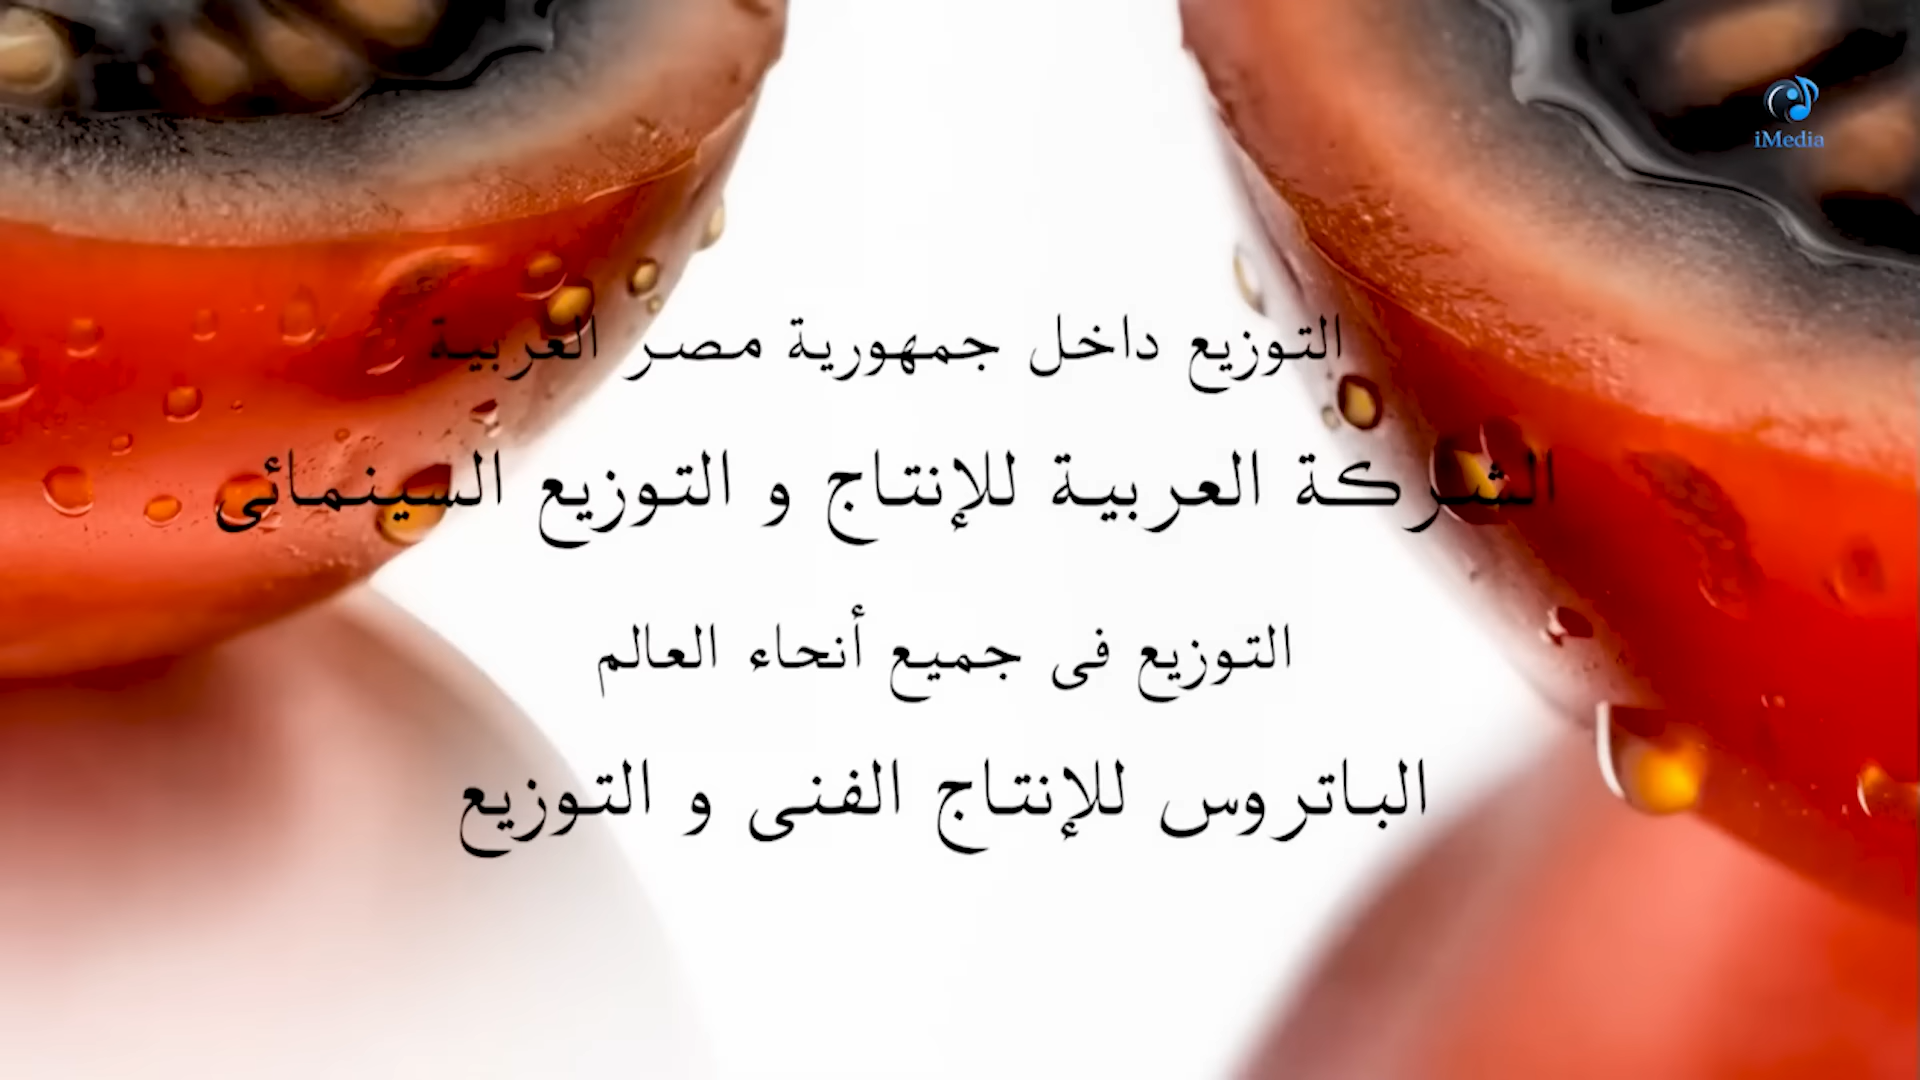 iMedia
التوزيع داخل جمهورية مصر العربية
الشركة العربية للإنتاج و التوزيع السينمائى
التوزيع فى جميع أنحاء العالم
الباتروس للإنتاج الفنى و التوزيع